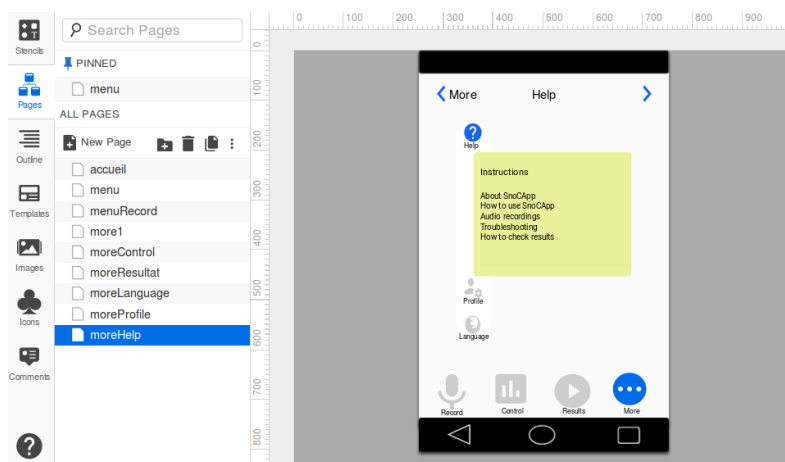 Search Pages
Stencils
PINNED
menu
Pages
ALL PAGES
New Page
Outline
accueil
menu
menuRecord
Templates
more1
moreControl
moreResultat
Images
moreLanguage
moreProfile
Icons
moreHelp
Comments
0 100 200 300 400 500 600 700 800 900
0
100
200
300
400
500
600
700
800
More Help
Help
Instructions
About SnoCApp
How to use SnoCApp
Audio recordings
Troubleshooting
How to check results
Profile
Language
Record Control Results More